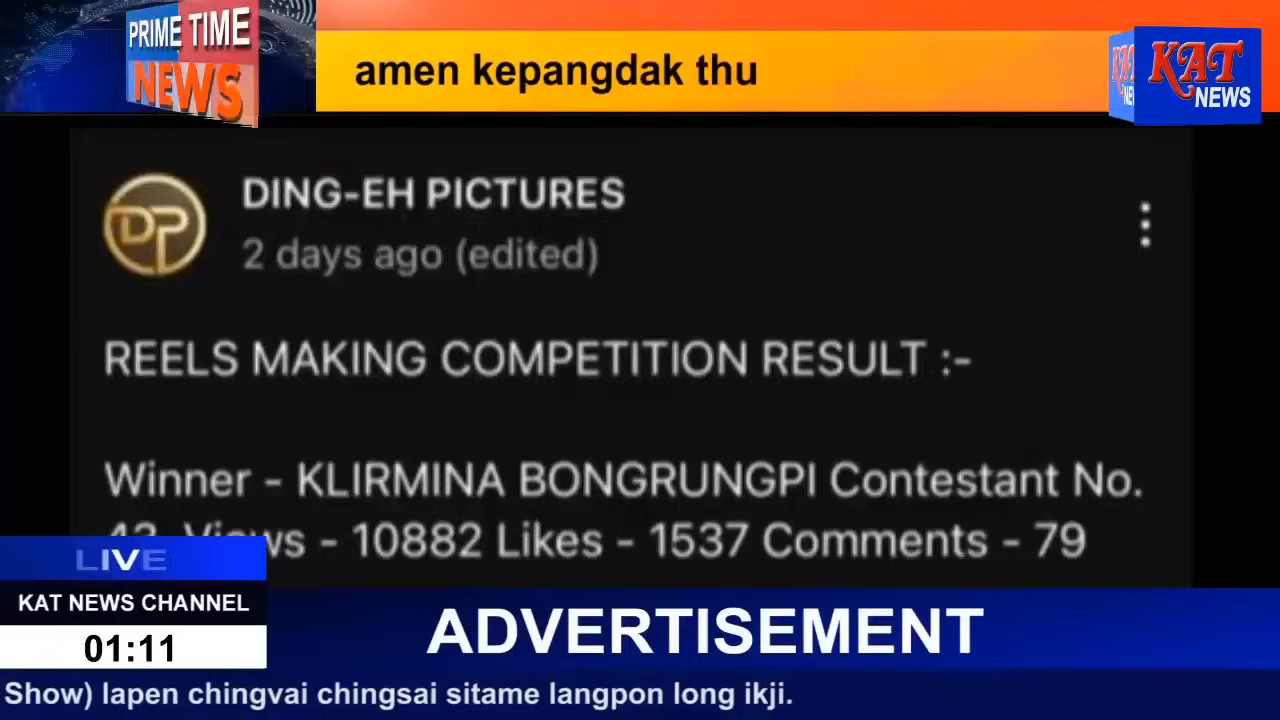 PRIME TIME
NEWS
amen kepangdak thu
KAT
NEWS
DING-EH PICTURES
2 days ago (edited)
REELS MAKING COMPETITION RESULT :-
Winner - KLIRMINA BONGRUNGPI Contestant No.
Views - 10882 Likes - 1537 Comments - 79
LIVE
KAT NEWS CHANNEL
01:11
ADVERTISEMENT
Show) lapen chingvai chingsai sitame langpon long ikji.